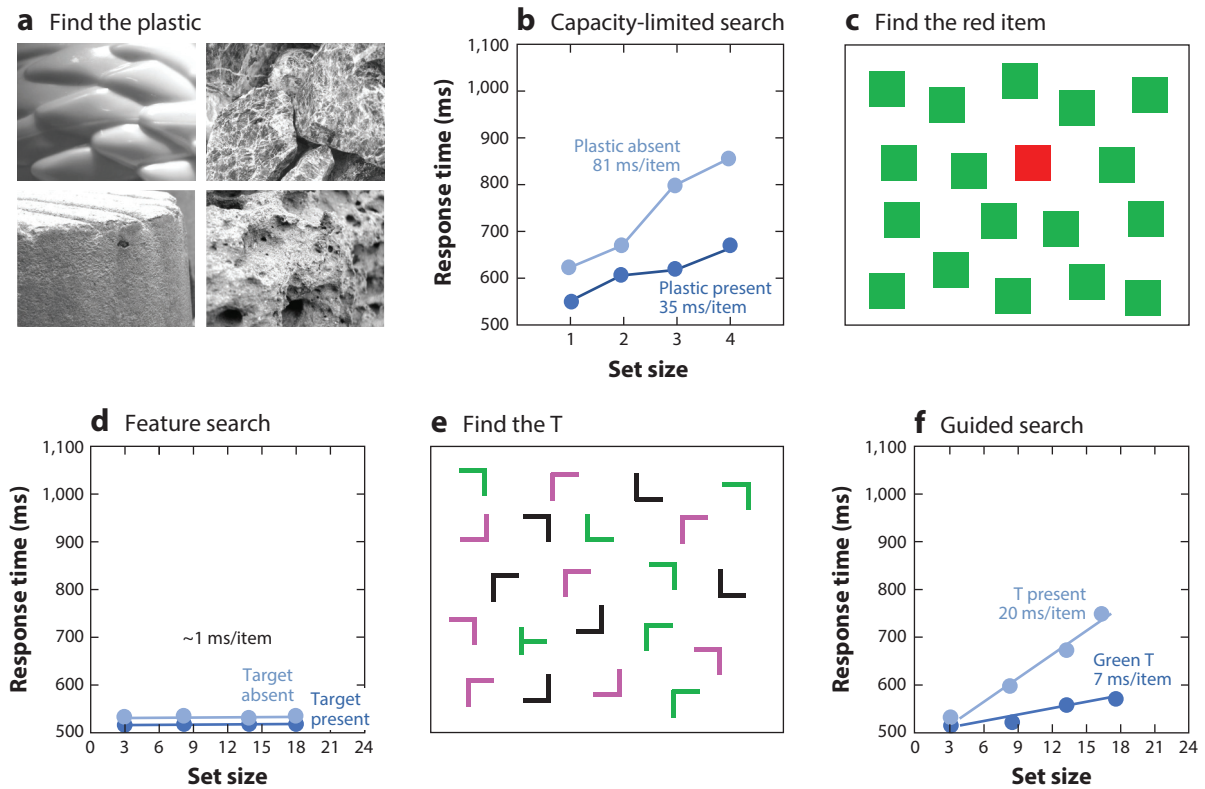 a Find the plastic
b Capacity-limited search
Response time (ms)
1,100
1,000
900
800
700
600
500
Plastic absent
81 ms/item
Plastic present
35 ms/item
1 2 3 4
Set size
c Find the red item
d Feature search
Response time (ms)
1,100
1,000
900
800
700
600
500
~1 ms/item
Target
absent
Target
present
0 3 6 9 12 15 18 21 24
Set size
e Find the T
f Guided search
Response time (ms)
1,100
1,000
900
800
700
600
500
T present
20 ms/item
Green T
7 ms/item
0 3 6 9 12 15 18 21 24
Set size